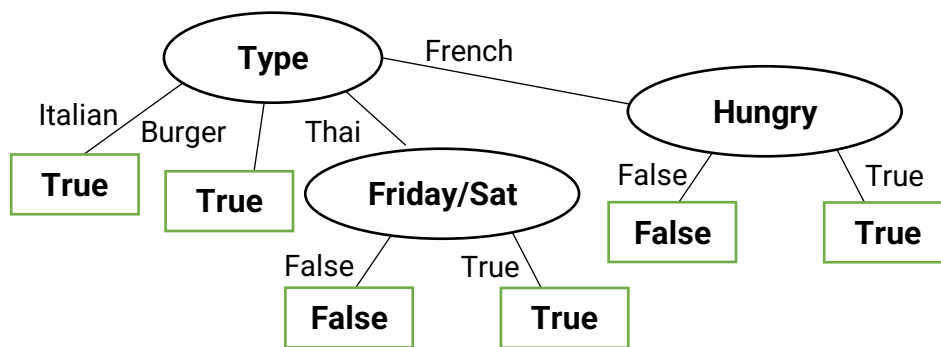 Type
French
Italian
Burger
Thai
Hungry
True
True
Friday/Sat
False
True
False
True
False
True
False
True